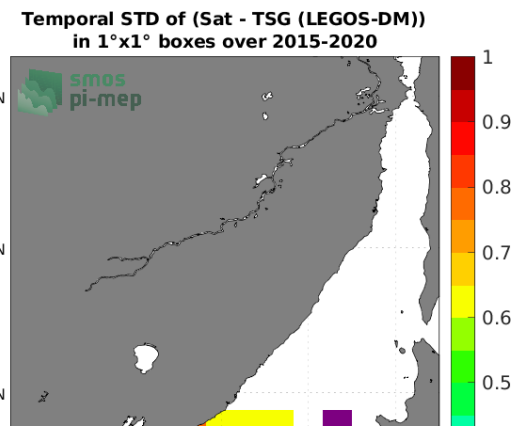 Temporal STD of (Sat - TSG (LEGOS-DM))
in 1°x1° boxes over 2015-2020
smos
pi-mep
N
N
N
1
0.9
0.8
0.7
0.6
0.5